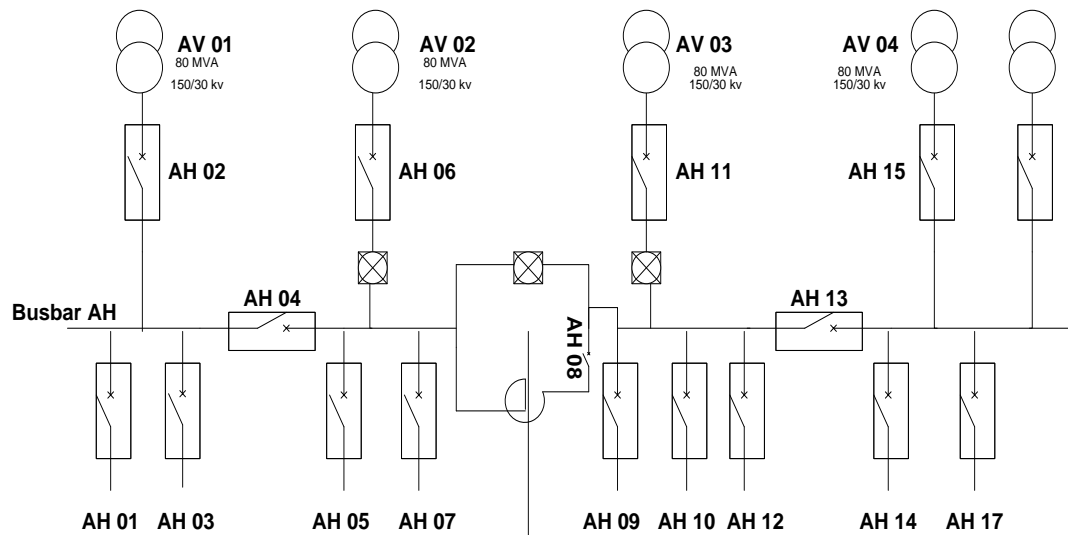 AV 01
80 MVA
150/30 kv
AV 02
80 MVA
150/30 kv
AV 03
80 MVA
150/30 kv
AV 04
80 MVA
150/30 kv
AH 02
AH 06
AH 11
AH 15
Busbar AH
AH 04
AH 08
AH 13
AH 01
AH 03
AH 05
AH 07
AH 09
AH 10
AH 12
AH 14
AH 17